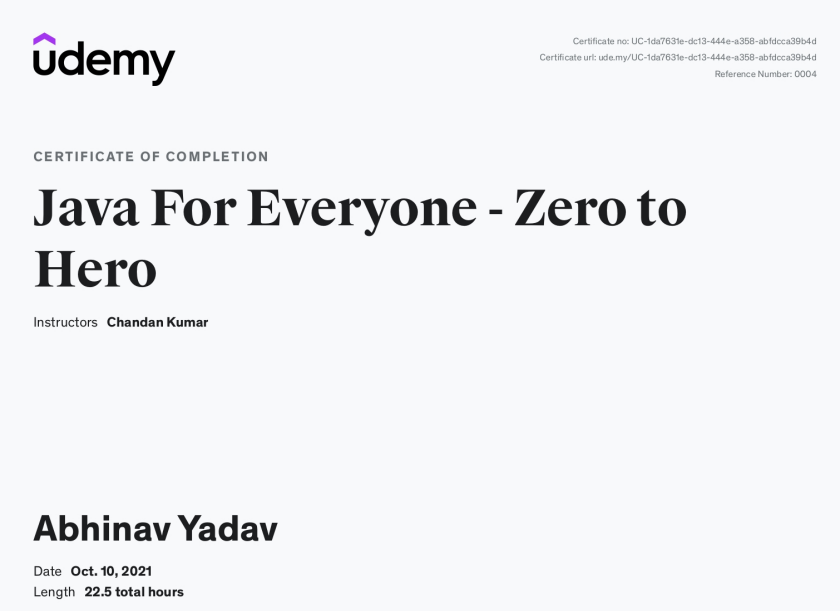 udemy
Certificate no: UC-1da7631e-dc13-444e-a358-abfdcca39b4d
Certificate url: ude.my/UC-1da7631e-dc13-444e-a358-abfdcca39b4d
Reference Number: 0004
CERTIFICATE OF COMPLETION
Java For Everyone - Zero to
Hero
Instructors Chandan Kumar
Abhinav Yadav
Date Oct. 10, 2021
Length 22.5 total hours